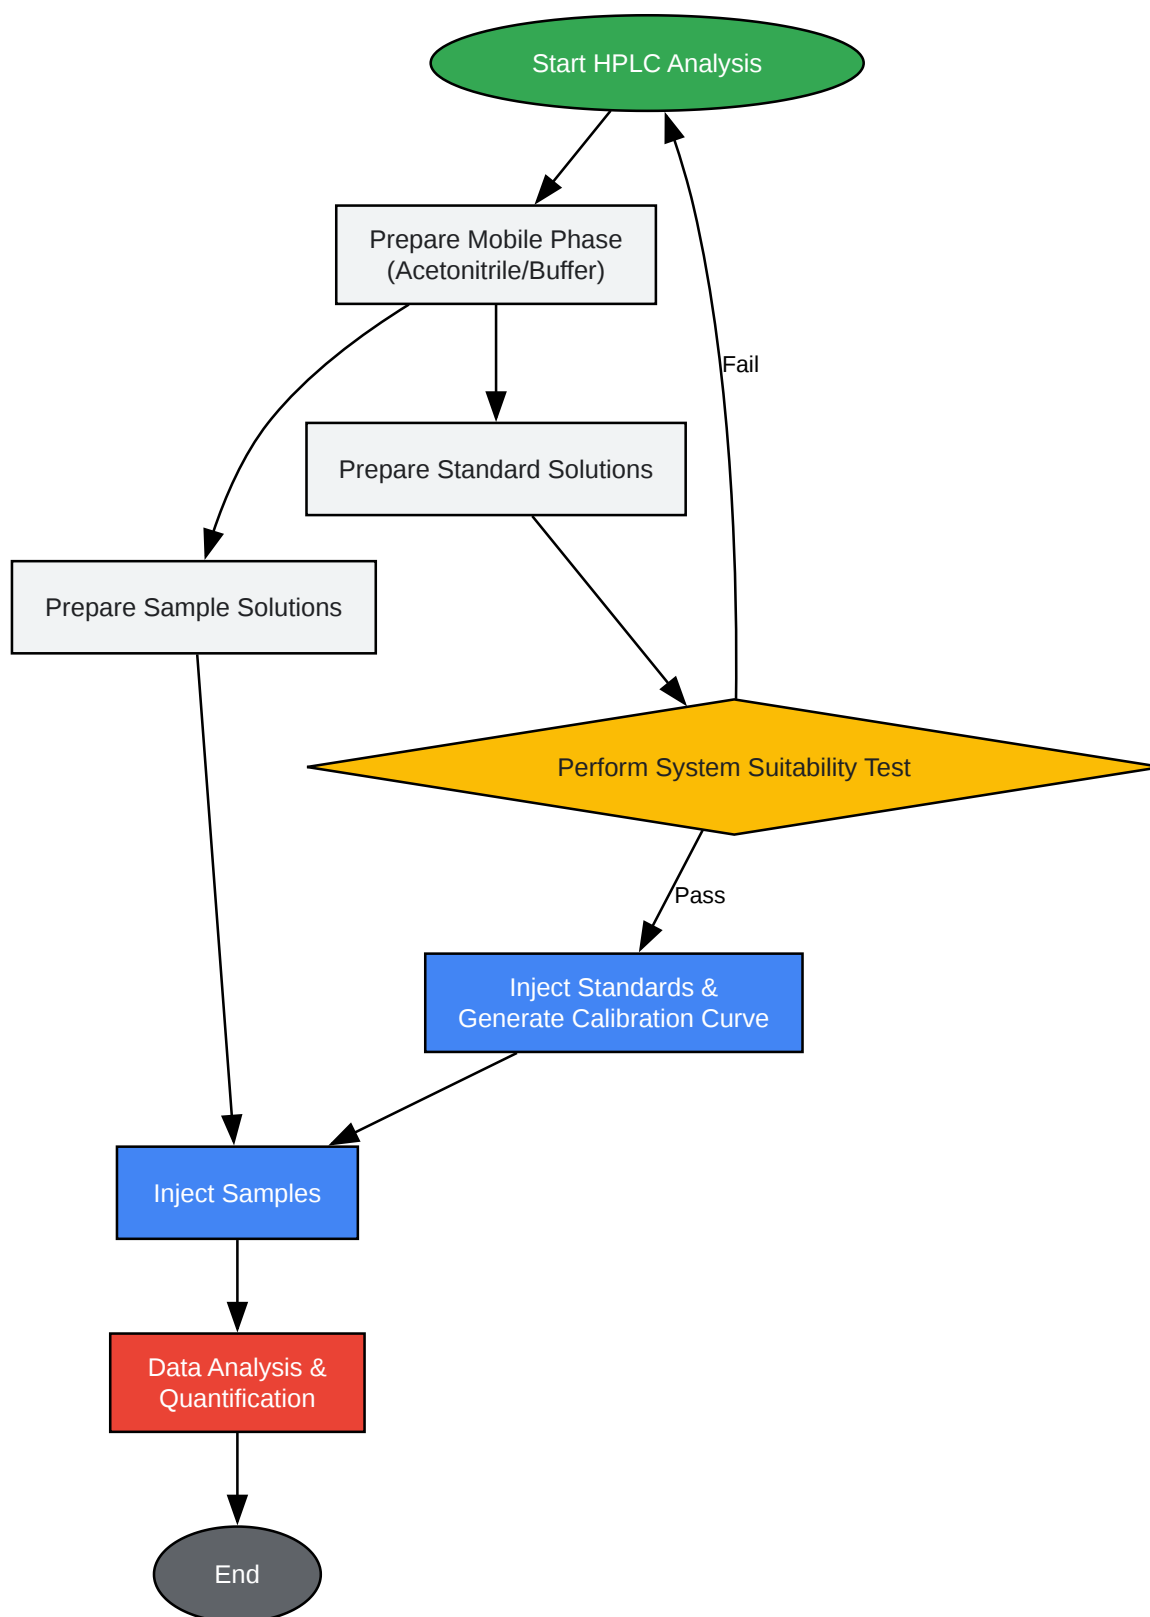 Start HPLC Analysis
Prepare Mobile Phase
(Acetonitrile/Buffer)
Fail
Prepare Standard Solutions
Prepare Sample Solutions
Perform System Suitability Test
Pass
Inject Standards &
Generate Calibration Curve
Inject Samples
Data Analysis &
Quantification
End